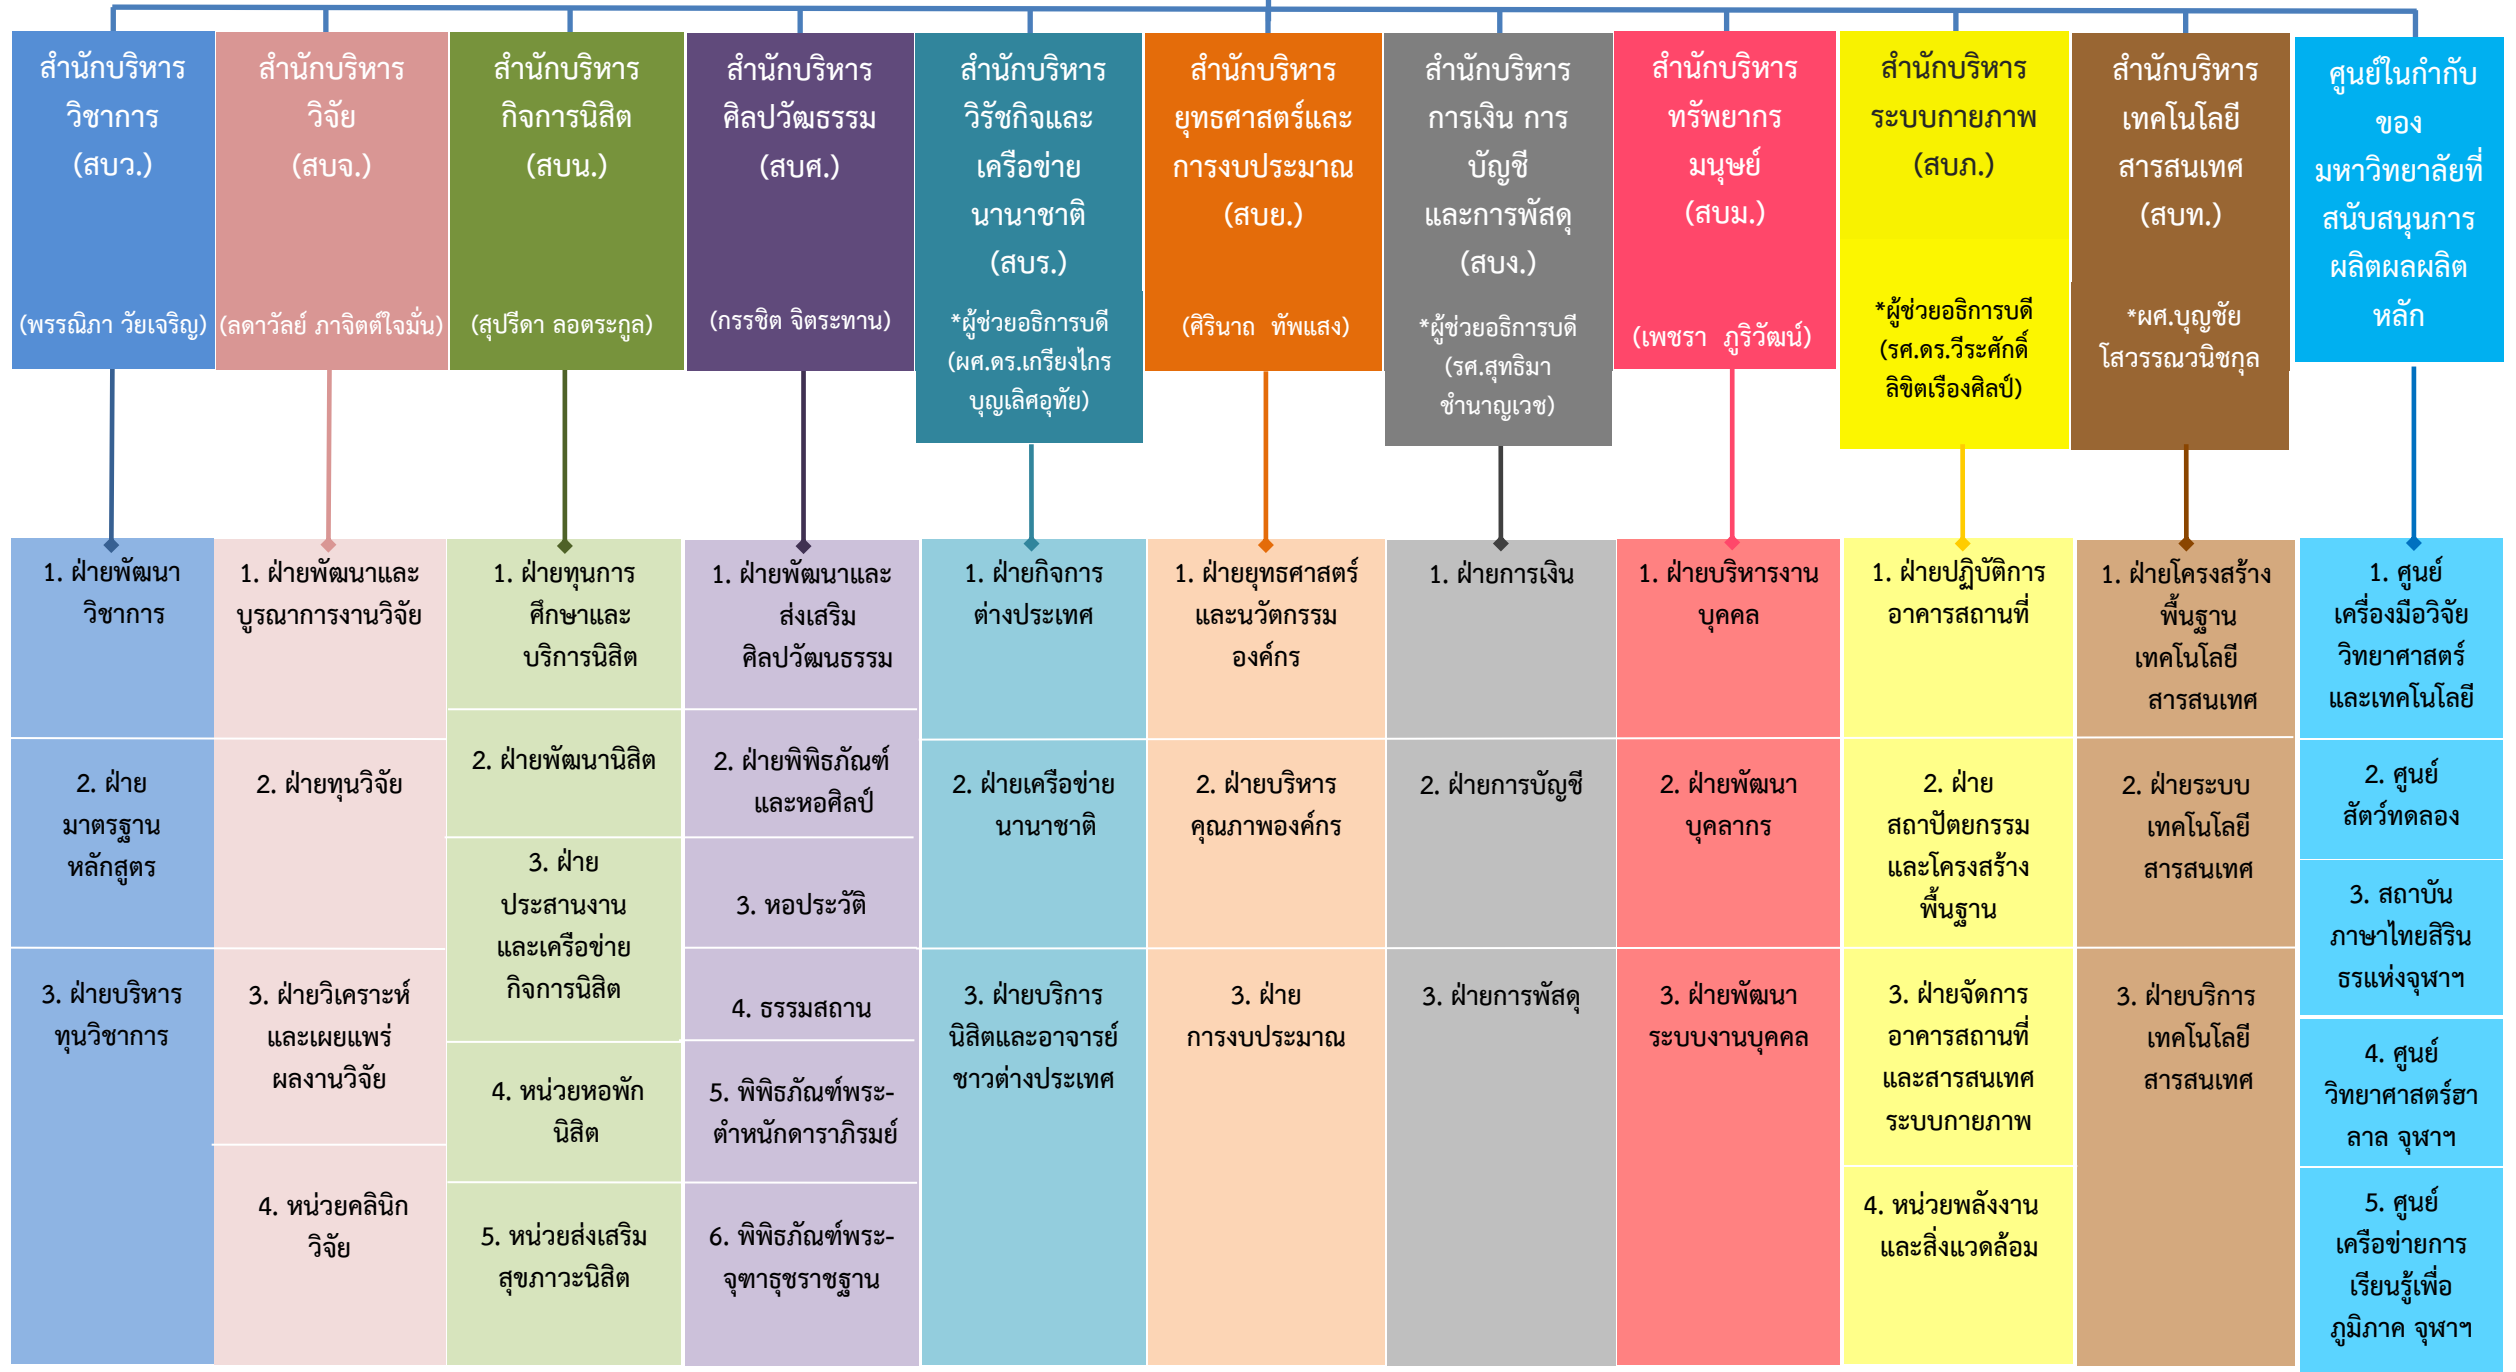 สำนักบริหาร
วิชาการ
(สบว.)
(พรรณิภา วัยเจริญ)
สำนักบริหาร
วิจัย
(สบจ.)
(ลดาวัลย์ ภาจิตต์ใจมั่น)
สำนักบริหาร
กิจการนิสิต
(สบน.)
(สุปรีดา ลอตระกูล)
สำนักบริหาร
ศิลปวัฒธรรม
(สบศ.)
(กรรชิต จิตระทาน)
สำนักบริหาร
วิรัชกิจและ
เครือข่าย
นานาชาติ
(สบร.)
*ผู้ช่วยอธิการบดี
(ผศ.ดร.เกรียงไกร
บุญเลิศอุทัย)
สำนักบริหาร
ยุทธศาสตร์และ
การงบประมาณ
(สบย.)
(ศิรินาถ ทัพแสง)
สำนักบริหาร
การเงิน การ
บัญชี
และการพัสดุ
(สบง.)
*ผู้ช่วยอธิการบดี
(รศ.สุทธิมา
ชำนาญเวช)
สำนักบริหาร
ทรัพยากร
มนุษย์
(สบม.)
(เพชรา ภูริวัฒน์)
สำนักบริหาร
ระบบกายภาพ
(สบภ.)
*ผู้ช่วยอธิการบดี
(รศ.ดร.วีระศักดิ์
ลิขิตเรืองศิลป์)
สำนักบริหาร
เทคโนโลยี
สารสนเทศ
(สบท.)
*ผศ.บุญชัย
โสวรรณวนิชกุล
ศูนย์ในกำกับ
ของ
มหาวิทยาลัยที่
สนับสนุนการ
ผลิตผลผลิต
หลัก
1. ฝ่ายพัฒนา
วิชาการ
2. ฝ่าย
มาตรฐาน
หลักสูตร
3. ฝ่ายบริหาร
ทุนวิชาการ
1. ฝ่ายพัฒนาและ
บูรณาการงานวิจัย
2. ฝ่ายทุนวิจัย
3. ฝ่ายวิเคราะห์
และเผยแพร่
ผลงานวิจัย
4. หน่วยคลินิก
วิจัย
1. ฝ่ายทุนการ
ศึกษาและ
บริการนิสิต
2. ฝ่ายพัฒนานิสิต
3. ฝ่าย
ประสานงาน
และเครือข่าย
กิจการนิสิต
4. หน่วยหอพัก
นิสิต
5. หน่วยส่งเสริม
สุขภาวะนิสิต
1. ฝ่ายพัฒนาและ
ส่งเสริม
ศิลปวัฒนธรรม
2. ฝ่ายพิพิธภัณฑ์
และหอศิลป์
3. หอประวัติ
4. ธรรมสถาน
5. พิพิธภัณฑ์พระ-
ตำหนักดาราภิรมย์
6. พิพิธภัณฑ์พระ-
จุฑาธุชราชฐาน
1. ฝ่ายกิจการ
ต่างประเทศ
2. ฝ่ายเครือข่าย
นานาชาติ
3. ฝ่ายบริการ
นิสิตและอาจารย์
ชาวต่างประเทศ
1. ฝ่ายยุทธศาสตร์
และนวัตกรรม
องค์กร
2. ฝ่ายบริหาร
คุณภาพองค์กร
3. ฝ่าย
การงบประมาณ
1. ฝ่ายการเงิน
2. ฝ่ายการบัญชี
3. ฝ่ายการพัสดุ
1. ฝ่ายบริหารงาน
บุคคล
2. ฝ่ายพัฒนา
บุคลากร
3. ฝ่ายพัฒนา
ระบบงานบุคคล
1. ฝ่ายปฏิบัติการ
อาคารสถานที่
2. ฝ่าย
สถาปัตยกรรม
และโครงสร้าง
พื้นฐาน
3. ฝ่ายจัดการ
อาคารสถานที่
และสารสนเทศ
ระบบกายภาพ
4. หน่วยพลังงาน
และสิ่งแวดล้อม
1. ฝ่ายโครงสร้าง
พื้นฐาน
เทคโนโลยี
สารสนเทศ
2. ฝ่ายระบบ
เทคโนโลยี
สารสนเทศ
3. ฝ่ายบริการ
เทคโนโลยี
สารสนเทศ
1. ศูนย์
เครื่องมือวิจัย
วิทยาศาสตร์
และเทคโนโลยี
2. ศูนย์
สัตว์ทดลอง
3. สถาบัน
ภาษาไทยสิริน
ธรแห่งจุฬาฯ
4. ศูนย์
วิทยาศาสตร์ฮา
ลาล จุฬาฯ
5. ศูนย์
เครือข่ายการ
เรียนรู้เพื่อ
ภูมิภาค จุฬาฯ